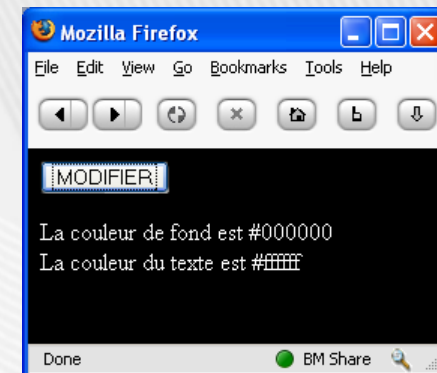 Mozilla Firefox
File Edit View Go Bookmarks Tools Help
MODIFIER
La couleur de fond est #000000
La couleur du texte est #ffffff
Done BM Share